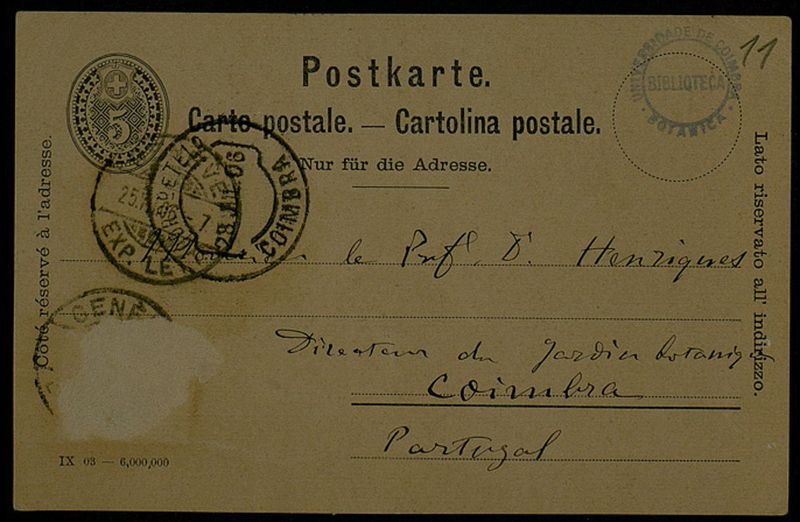 11
UNIVERSIDADE DE COIMBRA
BIBLIOTECA
BOTANICA
5
Postkarte.
Carte postale. — Cartolina postale.
Nur für die Adresse.
Côté réservé à l'adresse.
Lato riservato all' indirizzo.
EXP. LET
COIMBRA
le Prof. Dr. Henriques
Directeur du Jardin botanique
Coimbra
Portugal
IX 03 — 6,000,000